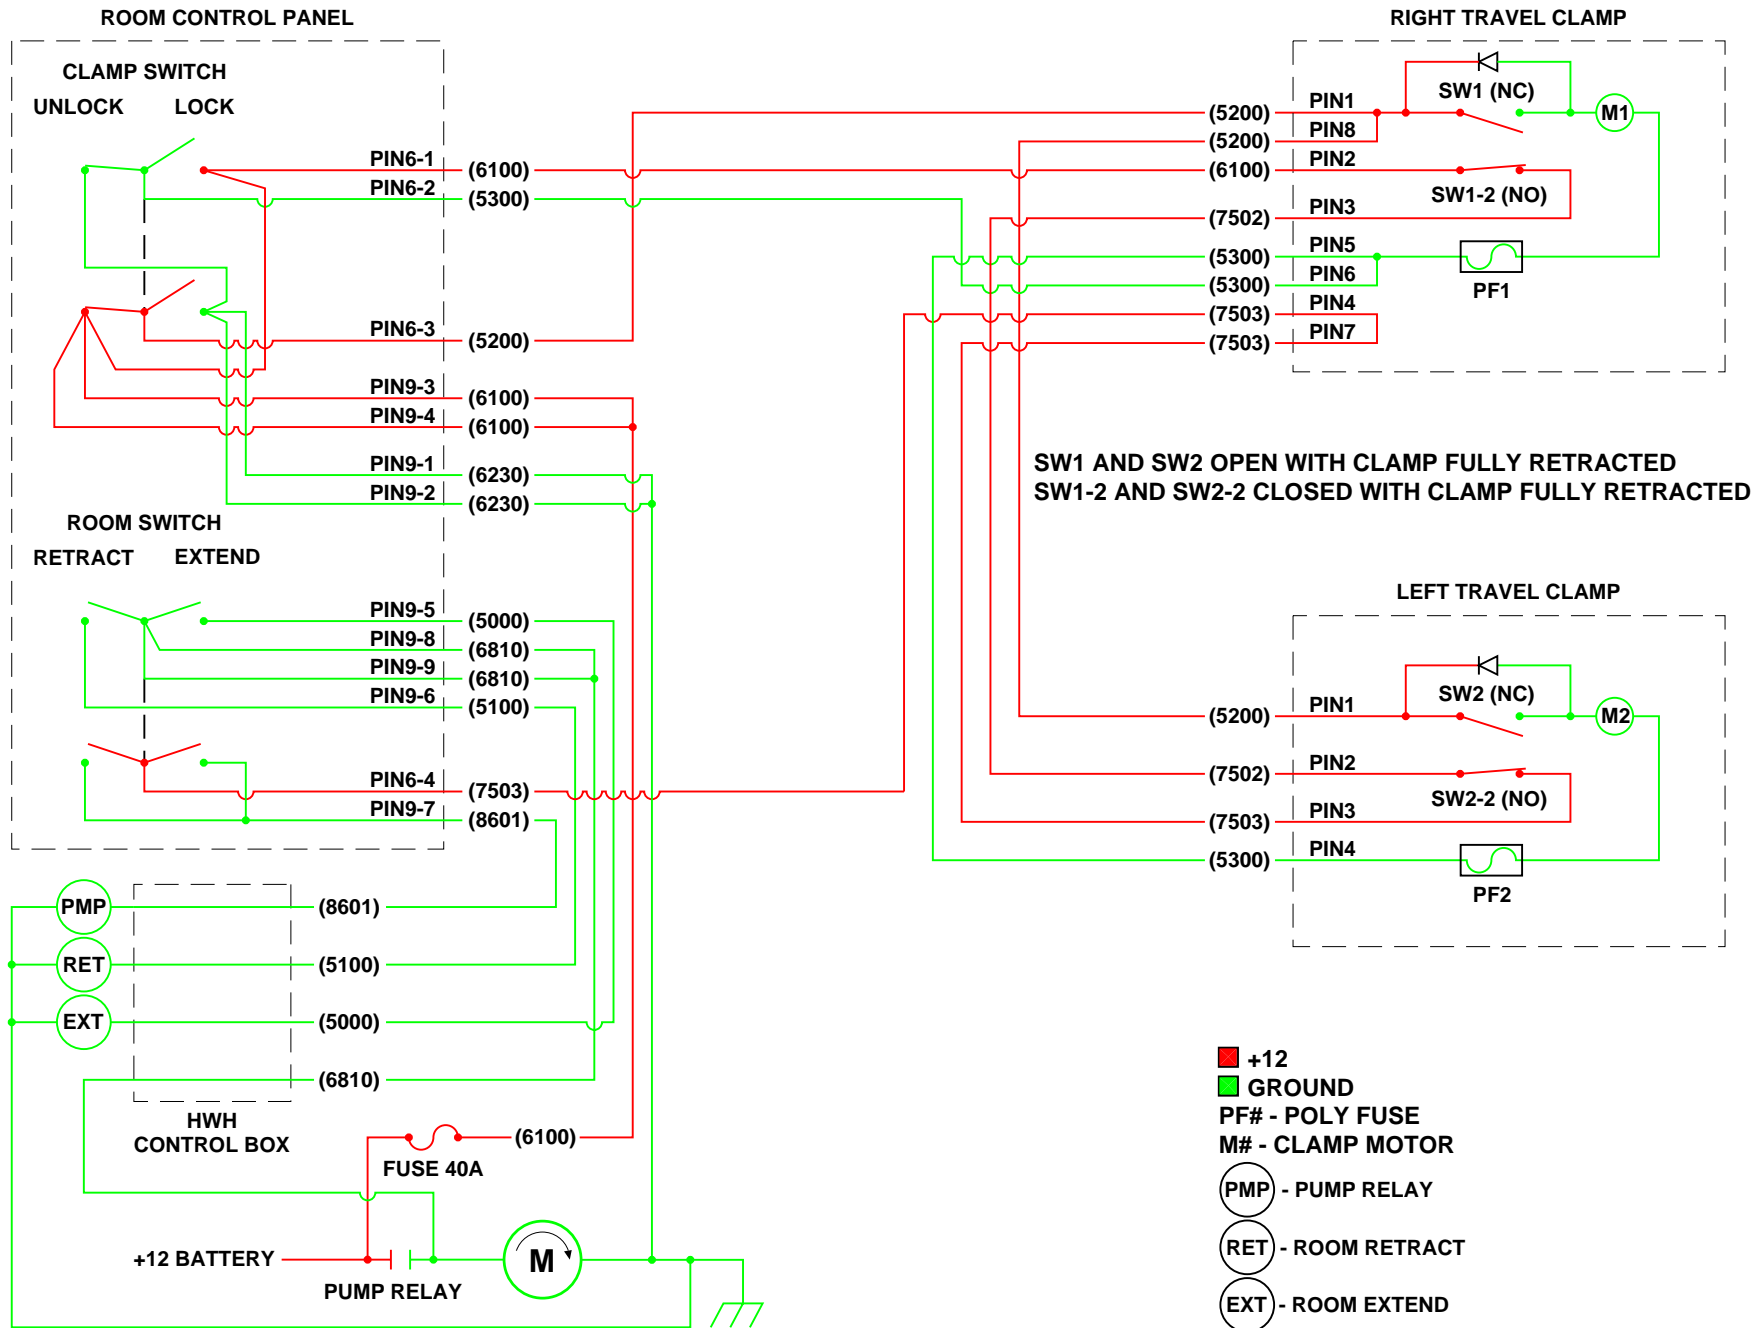 ROOM CONTROL PANEL
CLAMP SWITCH
UNLOCK LOCK
PIN6-1 (6100)
PIN6-2 (5300)
PIN6-3 (5200)
PIN9-3 (6100)
PIN9-4 (6100)
PIN9-1 (6230)
PIN9-2 (6230)
ROOM SWITCH
RETRACT EXTEND
PIN9-5 (5000)
PIN9-8 (6810)
PIN9-9 (6810)
PIN9-6 (5100)
PIN6-4 (7503)
PIN9-7 (8601)
PMP (8601)
RET (5100)
EXT (5000)
(6810)
HWH
CONTROL BOX
(6100)
FUSE 40A
+12 BATTERY
M
PUMP RELAY
RIGHT TRAVEL CLAMP
SW1 (NC)
(5200) PIN1
M1
(5200) PIN8
(6100) PIN2
SW1-2 (NO)
(7502) PIN3
(5300) PIN5
(5300) PIN6
PF1
(7503) PIN4
(7503) PIN7
SW1 AND SW2 OPEN WITH CLAMP FULLY RETRACTED
SW1-2 AND SW2-2 CLOSED WITH CLAMP FULLY RETRACTED
LEFT TRAVEL CLAMP
SW2 (NC)
(5200) PIN1
M2
(7502) PIN2
SW2-2 (NO)
(7503) PIN3
(5300) PIN4
PF2
+12
GROUND
PF# - POLY FUSE
M# - CLAMP MOTOR
PMP - PUMP RELAY
RET - ROOM RETRACT
EXT - ROOM EXTEND